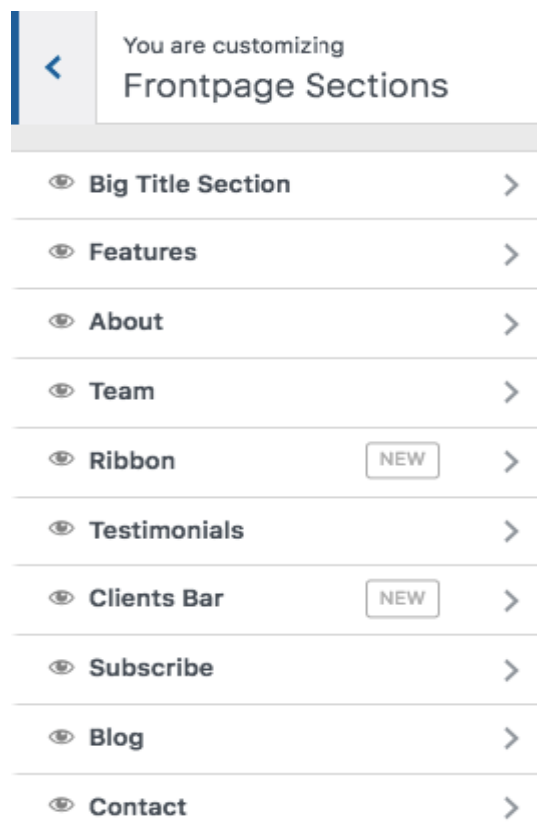 You are customizing
Frontpage Sections
Big Title Section
Features
About
Team
Ribbon NEW
Testimonials
Clients Bar NEW
Subscribe
Blog
Contact